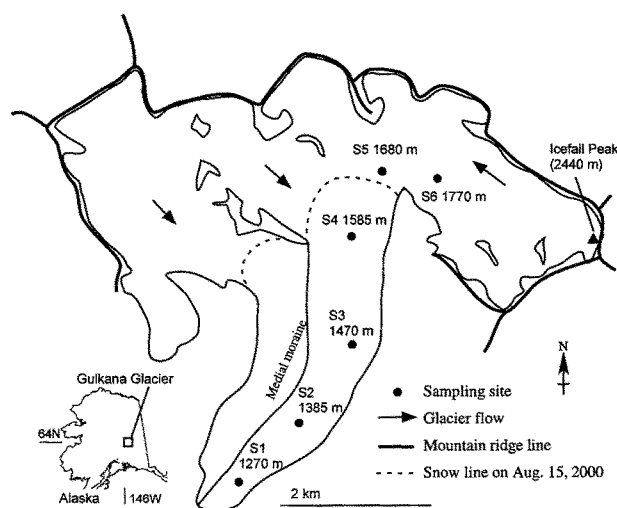 S5 1680 m
Icefall Peak
(2440 m)
S6 1770 m
S4 1585 m
S3
1470 m
Medial moraine
N
Gulkana Glacier
S2
1385 m
Sampling site
Glacier flow
Mountain ridge line
Snow line on Aug. 15, 2000
S1
1270 m
64N
2 km
Alaska
146W